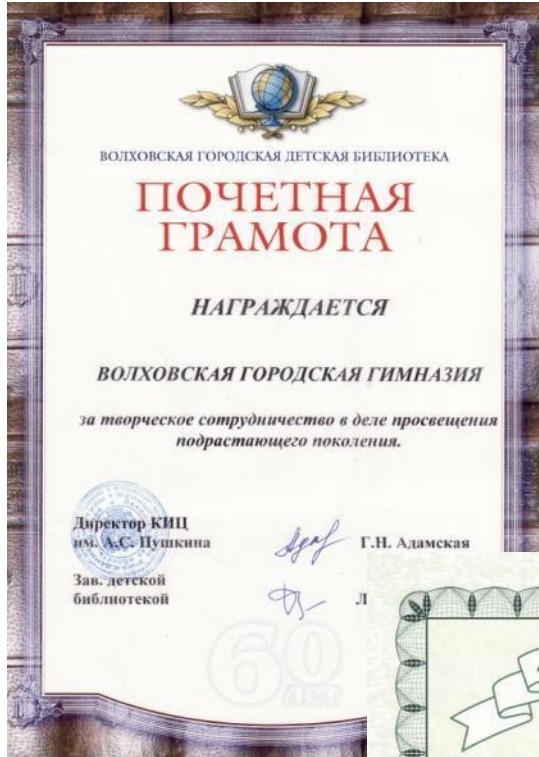 ВОЛХОВСКАЯ ГОРОДСКАЯ ДЕТСКАЯ БИБЛИОТЕКА
ПОЧЕТНАЯ
ГРАМОТА
НАГРАЖДАЕТСЯ
ВОЛХОВСКАЯ ГОРОДСКАЯ ГИМНАЗИЯ
за творческое сотрудничество в деле просвещения
подрастающего поколения.
Директор КИЦ
им. А.С. Пушкина Г.Н. Адамская
Зав. детской
библиотекой Л
60
лет